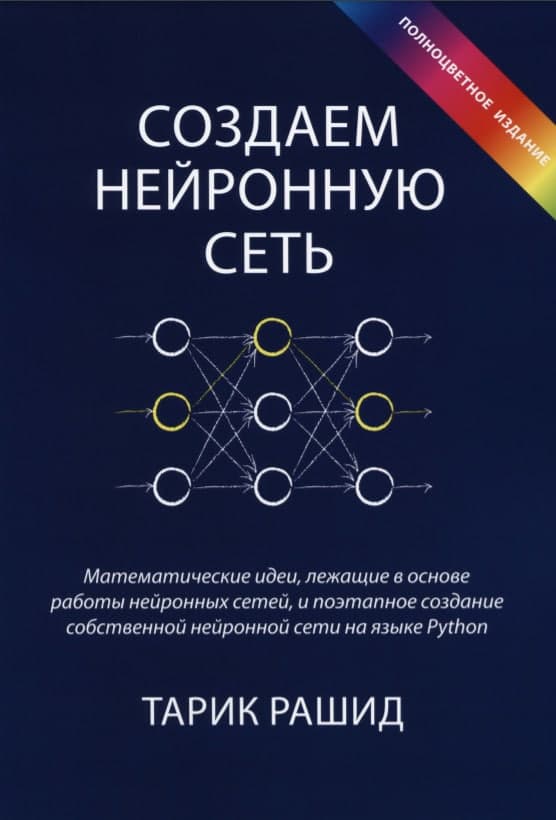 ПОЛНОЦВЕТНОЕ ИЗДАНИЕ
СОЗДАЕМ
НЕЙРОННУЮ
СЕТЬ
Математические идеи, лежащие в основе
работы нейронных сетей, и поэтапное создание
собственной нейронной сети на языке Python
ТАРИК РАШИД